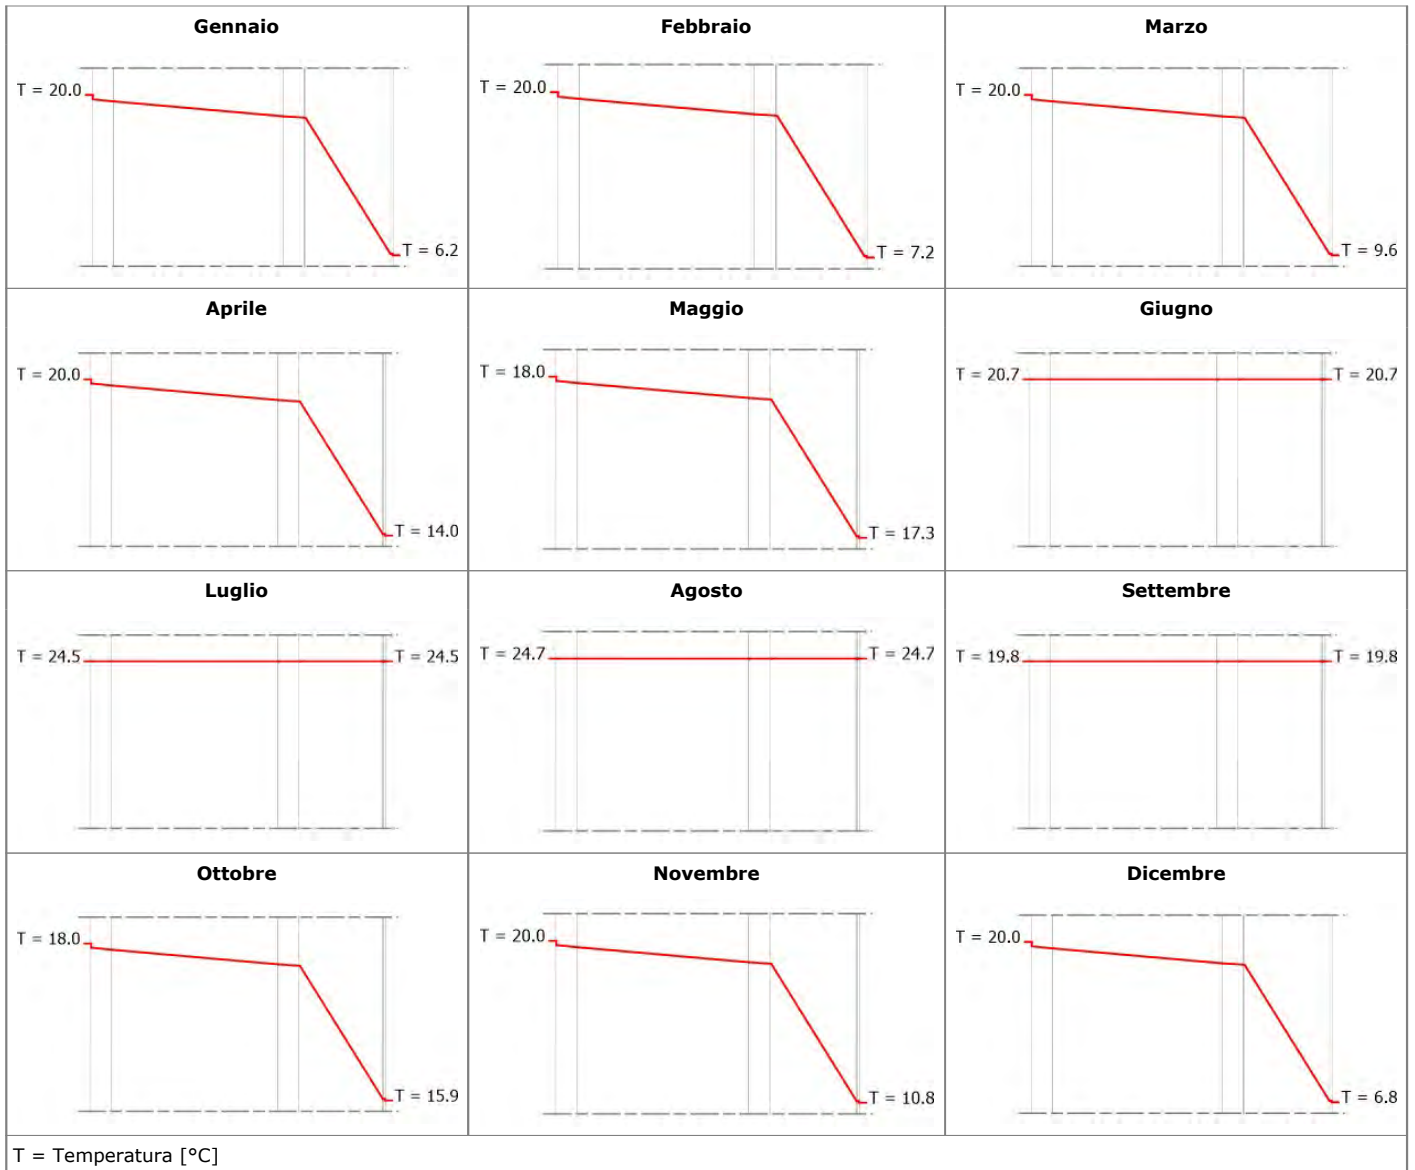 Gennaio
Febbraio
Marzo
T = 20.0
T = 6.2
T = 20.0
T = 7.2
T = 20.0
T = 9.6
Aprile
Maggio
Giugno
T = 20.0
T = 14.0
T = 18.0
T = 17.3
T = 20.7
T = 20.7
Luglio
Agosto
Settembre
T = 24.5
T = 24.5
T = 24.7
T = 24.7
T = 19.8
T = 19.8
Ottobre
Novembre
Dicembre
T = 18.0
T = 15.9
T = 20.0
T = 10.8
T = 20.0
T = 6.8
T = Temperatura [°C]